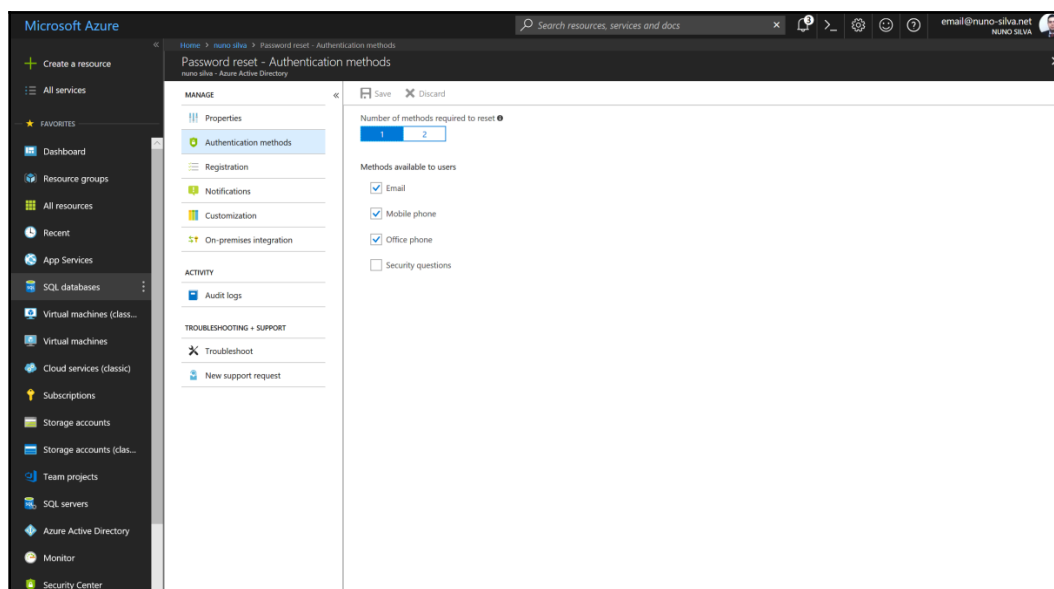 Microsoft Azure
Search resources, services and docs
3
email@nuno-silva.net
NUNO SILVA
Home > nuno silva > Password reset - Authentication methods
Password reset - Authentication methods
nuno silva - Azure Active Directory
Create a resource
All services
FAVORITES
Dashboard
Resource groups
All resources
Recent
App Services
SQL databases
Virtual machines (class...
Virtual machines
Cloud services (classic)
Subscriptions
Storage accounts
Storage accounts (clas...
Team projects
SQL servers
Azure Active Directory
Monitor
Security Center
MANAGE
Properties
Authentication methods
Registration
Notifications
Customization
On-premises integration
ACTIVITY
Audit logs
TROUBLESHOOTING + SUPPORT
Troubleshoot
New support request
Save Discard
Number of methods required to reset
1 2
Methods available to users
Email
Mobile phone
Office phone
Security questions